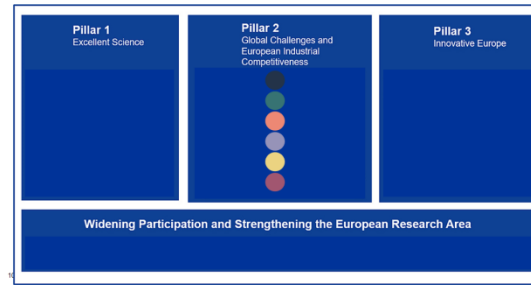 Pillar 1
Excellent Science
Pillar 2
Global Challenges and
European Industrial
Competitiveness
Pillar 3
Innovative Europe
Widening Participation and Strengthening the European Research Area